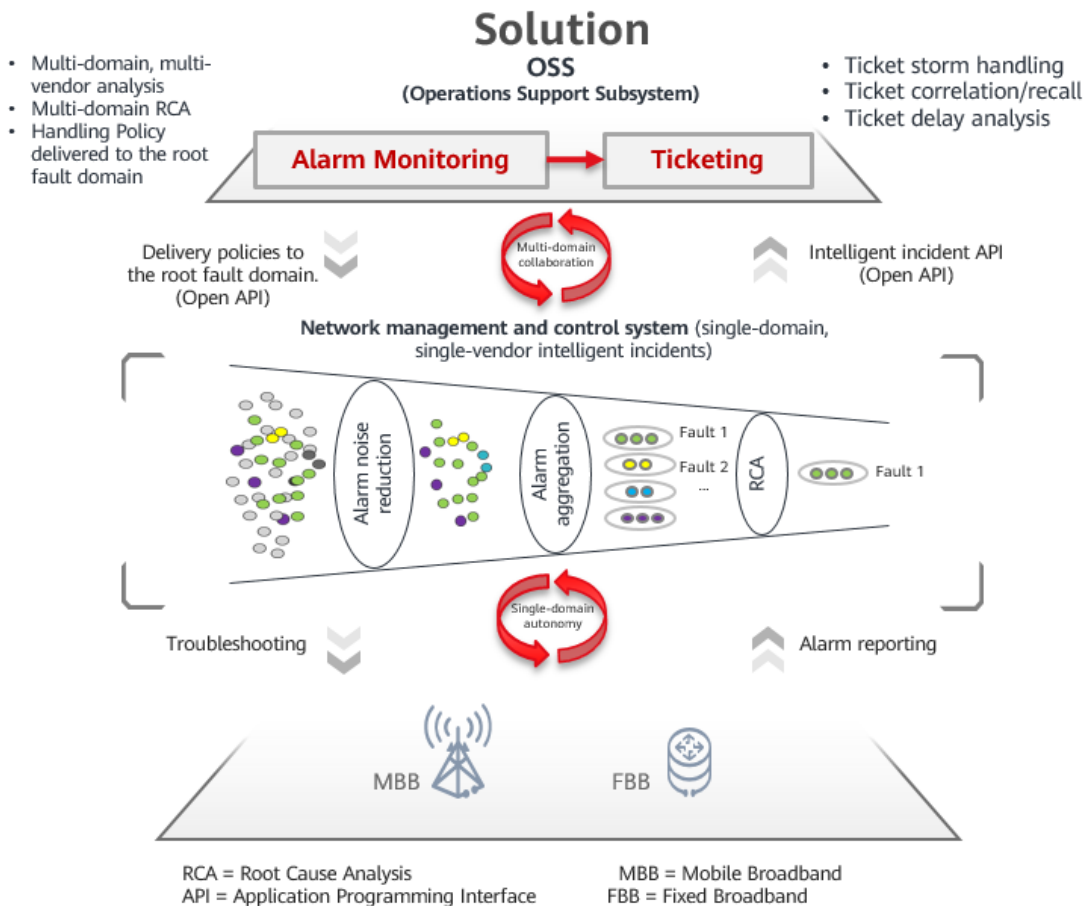 Solution
OSS
(Operations Support Subsystem)
• Multi-domain, multi-
vendor analysis
• Multi-domain RCA
• Handling Policy
delivered to the root
fault domain
• Ticket storm handling
• Ticket correlation/recall
• Ticket delay analysis
Alarm Monitoring
Ticketing
Delivery policies to
the root fault domain.
(Open API)
Multi-domain
collaboration
Intelligent incident API
(Open API)
Network management and control system (single-domain,
single-vendor intelligent incidents)
Alarm noise
reduction
Alarm
aggregation
Fault 1
Fault 2
...
RCA
Fault 1
Troubleshooting
Single-domain
autonomy
Alarm reporting
MBB
FBB
RCA = Root Cause Analysis
MBB = Mobile Broadband
API = Application Programming Interface
FBB = Fixed Broadband